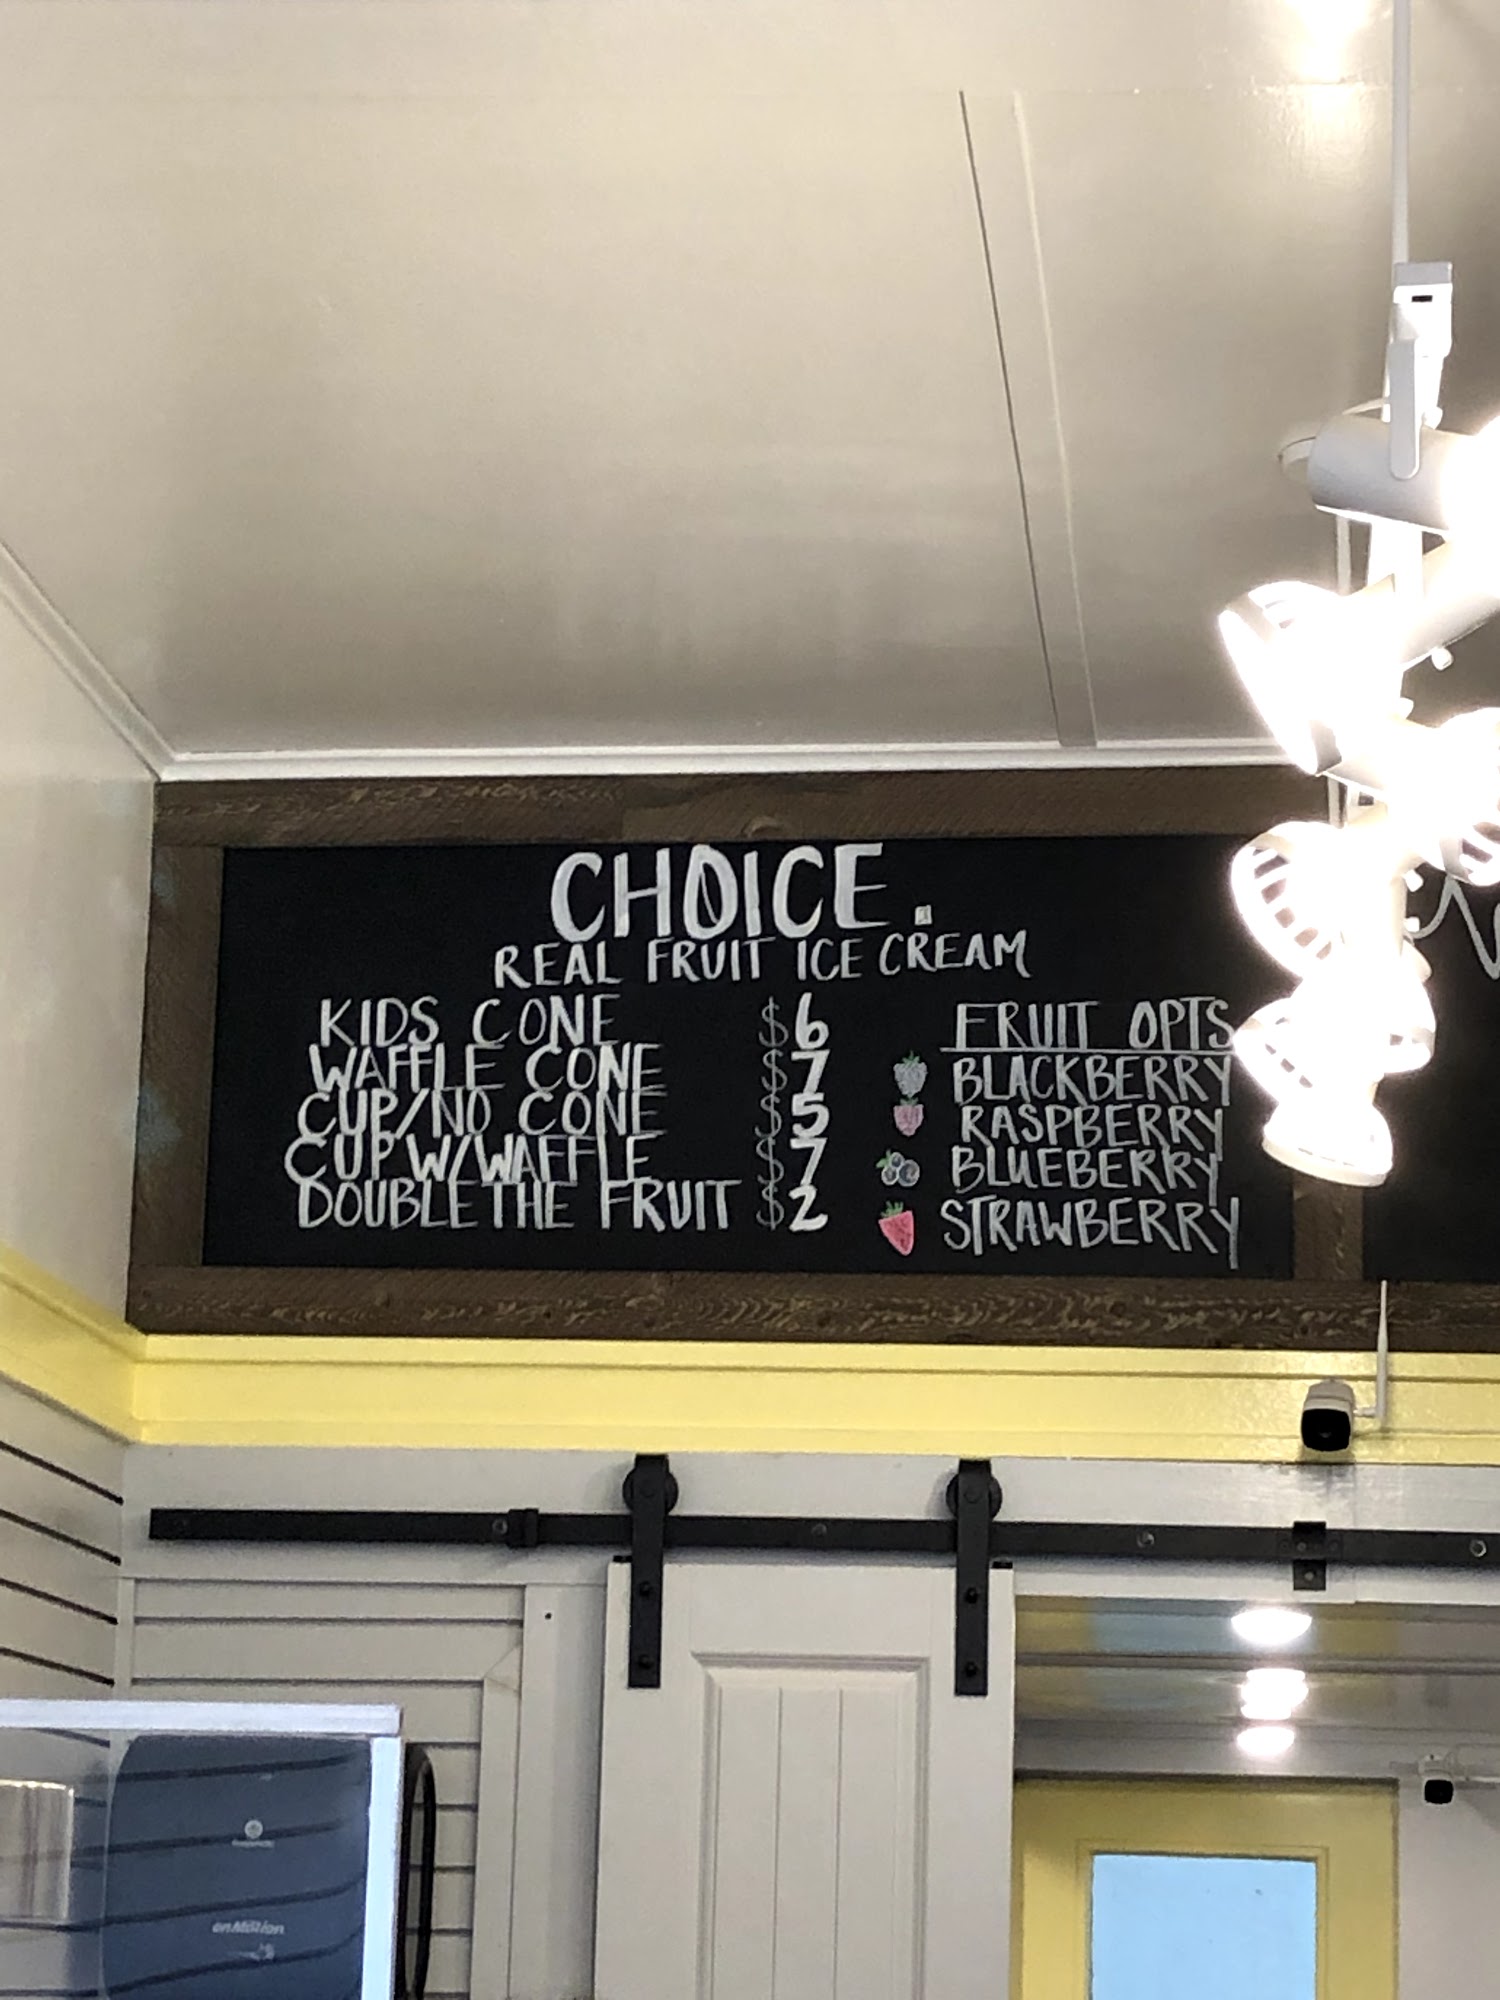 CHOICE.
REAL FRUIT ICE CREAM
KIDS CONE $6
WAFFLE CONE $7
CUP/NO CONE $5
CUP W/WAFFLE $7
DOUBLE THE FRUIT $2
FRUIT OPTS
BLACKBERRY
RASPBERRY
BLUEBERRY
STRAWBERRY
enMotion